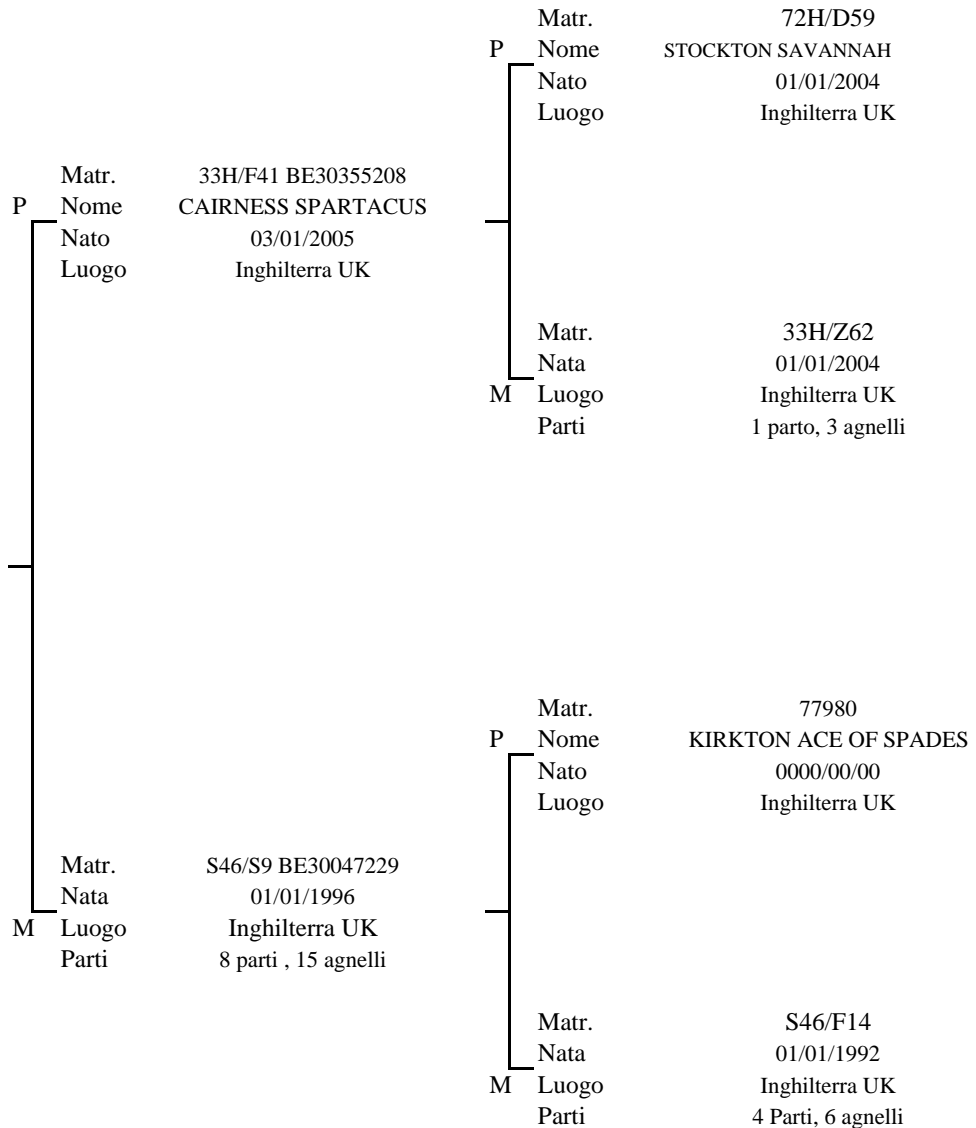 Matr. 72H/D59
P Nome STOCKTON SAVANNAH
Nato 01/01/2004
Luogo Inghilterra UK
Matr. 33H/F41 BE30355208
P Nome CAIRNESS SPARTACUS
Nato 03/01/2005
Luogo Inghilterra UK
Matr. 33H/Z62
Nata 01/01/2004
M Luogo Inghilterra UK
Parti 1 parto, 3 agnelli
Matr. 77980
P Nome KIRKTON ACE OF SPADES
Nato 0000/00/00
Luogo Inghilterra UK
Matr. S46/S9 BE30047229
Nata 01/01/1996
M Luogo Inghilterra UK
Parti 8 parti , 15 agnelli
Matr. S46/F14
Nata 01/01/1992
M Luogo Inghilterra UK
Parti 4 Parti, 6 agnelli